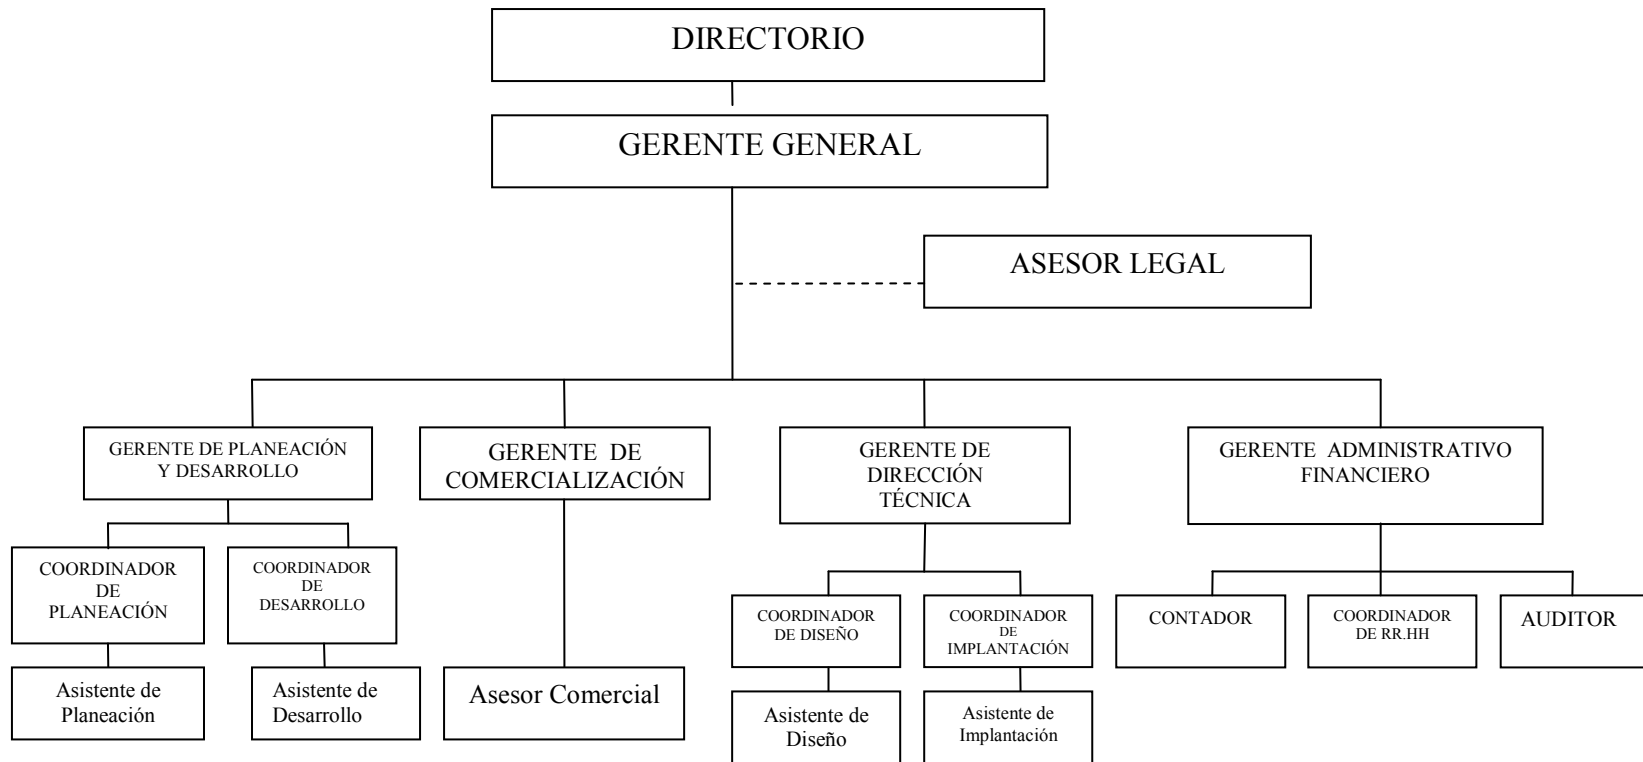 DIRECTORIO
GERENTE GENERAL
ASESOR LEGAL
GERENTE DE PLANEACIÓN
Y DESARROLLO
GERENTE DE
COMERCIALIZACIÓN
GERENTE DE
DIRECCIÓN
TÉCNICA
GERENTE ADMINISTRATIVO
FINANCIERO
COORDINADOR
DE
PLANEACIÓN
COORDINADOR
DE
DESARROLLO
COORDINADOR
DE DISEÑO
COORDINADOR
DE
IMPLANTACIÓN
CONTADOR
COORDINADOR
DE RR.HH
AUDITOR
Asistente de
Planeación
Asistente de
Desarrollo
Asesor Comercial
Asistente de
Diseño
Asistente de
Implantación